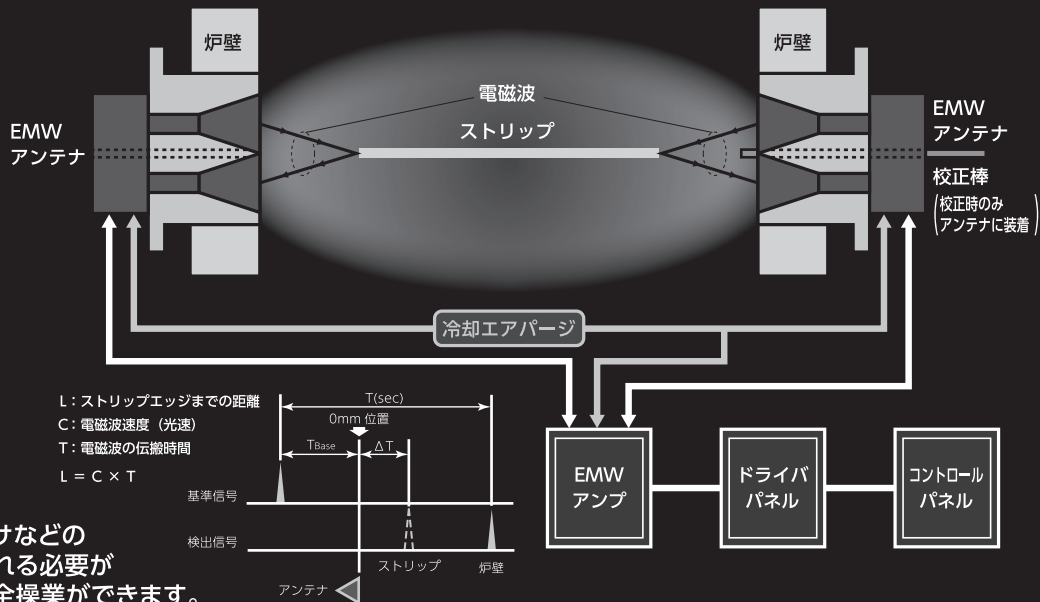 炉壁
炉壁
電磁波
ストリップ
EMW
アンテナ
EMW
アンテナ
校正棒
(校正時のみ
アンテナに装着)
冷却エアパージ
L：ストリップエッジまでの距離
C：電磁波速度（光速）
T：電磁波の伝搬時間
L = C × T
T(sec)
0mm 位置
TBase
ΔT
基準信号
検出信号
ストリップ
炉壁
アンテナ
EMW
アンプ
ドライバ
パネル
コントロール
パネル
ナなどの
れる必要が
全操業ができます。